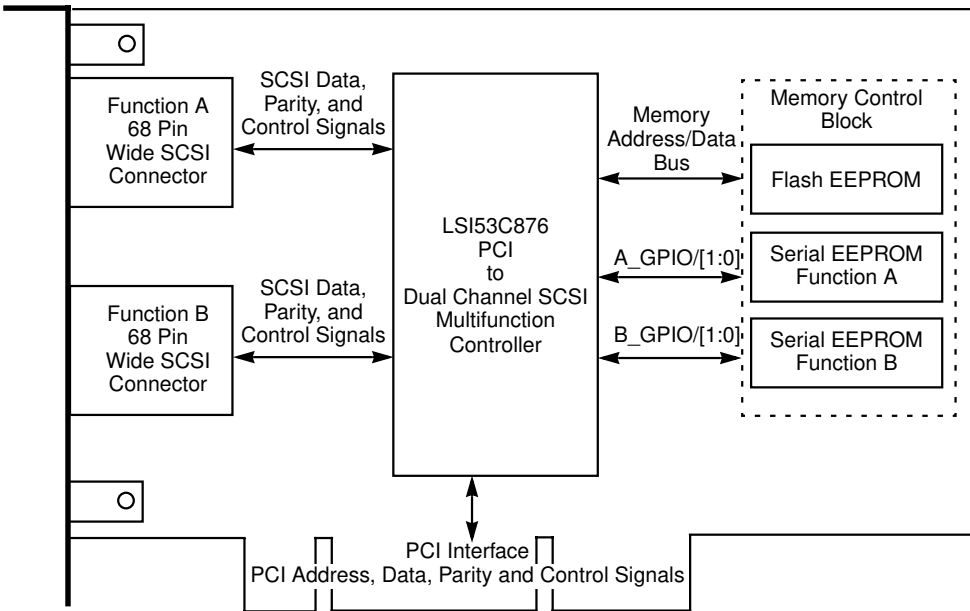 Function A
68 Pin
Wide SCSI
Connector
SCSI Data,
Parity, and
Control Signals
Function B
68 Pin
Wide SCSI
Connector
SCSI Data,
Parity, and
Control Signals
LSI53C876
PCI
to
Dual Channel SCSI
Multifunction
Controller
Memory
Address/Data
Bus
A_GPIO/[1:0]
B_GPIO/[1:0]
Memory Control
Block
Flash EEPROM
Serial EEPROM
Function A
Serial EEPROM
Function B
PCI Interface
PCI Address, Data, Parity and Control Signals